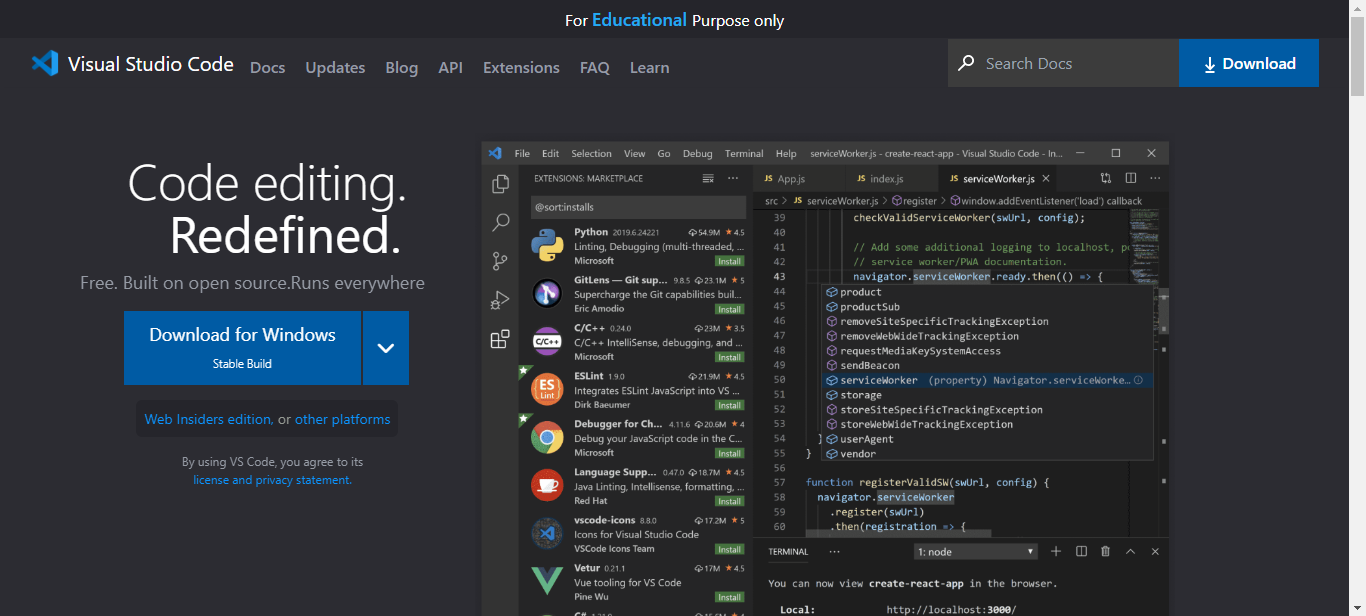 For Educational Purpose only
Visual Studio Code Docs Updates Blog API Extensions FAQ Learn
Search Docs
Download
Code editing.
Redefined.
Free. Built on open source.Runs everywhere
Download for Windows
Stable Build
Web Insiders edition, or other platforms
By using VS Code, you agree to its
license and privacy statement.
File Edit Selection View Go Debug Terminal Help serviceWorker.js - create-react-app - Visual Studio Code - In...
EXTENSIONS: MARKETPLACE
@sort:installs
Python 2019.6.24221 54.9M ★ 4.5
Linting, Debugging (multi-threaded, ...
Microsoft Install
GitLens — Git sup... 9.8.5 23.1M ★ 5
Supercharge the Git capabilities buil...
Eric Amodio Install
C/C++
C/C++ 0.24.0 23M ★ 3.5
C/C++ IntelliSense, debugging, and ...
Microsoft Install
ES
Lint
ESLint 1.9.0 21.9M ★ 4.5
Integrates ESLint JavaScript into VS ...
Dirk Baeumer Install
Debugger for Ch... 4.11.6 20.6M ★ 4
Debug your JavaScript code in the C...
Microsoft Install
Language Supp... 0.47.0 18.7M ★ 4.5
Java Linting, Intellisense, formatting, ...
Red Hat Install
vscode-icons 8.8.0 17.2M ★ 5
Icons for Visual Studio Code
VSCode Icons Team Install
Vetur 0.21.1 17M ★ 4.5
Vue tooling for VS Code
Pine Wu Install
JS App.js JS index.js JS serviceWorker.js
src > JS serviceWorker.js > register > window.addEventListener('load') callback
39 checkValidServiceWorker(swUrl, config);
40
41 // Add some additional logging to localhost, po
42 // service worker/PWA documentation.
43 navigator.serviceWorker.ready.then(() => {
44 product
45 productSub
46 removeSiteSpecificTrackingException
47 removeWebWideTrackingException
48 requestMediaKeySystemAccess
49 sendBeacon
50 serviceWorker (property) Navigator.serviceWorke...
51 storage
52 storeSiteSpecificTrackingException
53 storeWebWideTrackingException
54 } userAgent
55 } vendor
56
57 function registerValidSW(swUrl, config) {
58 navigator.serviceWorker
59 .register(swUrl)
60 .then(registration => {
TERMINAL ... 1: node
You can now view create-react-app in the browser.
Local: http://localhost:3000/